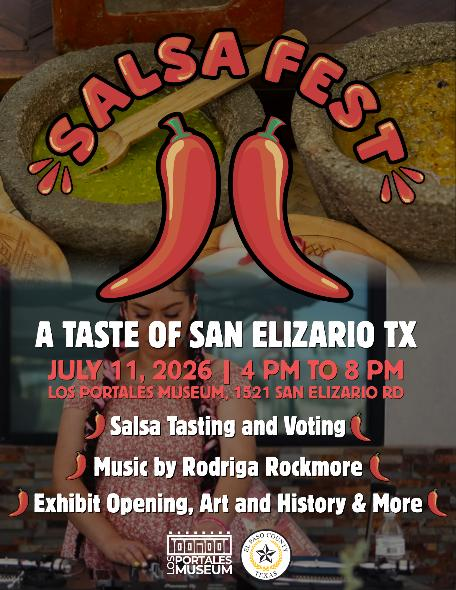 SALSA FEST
A TASTE OF SAN ELIZARIO TX
JULY 11, 2026 | 4 PM TO 8 PM
LOS PORTALES MUSEUM, 1521 SAN ELIZARIO RD
Salsa Tasting and Voting
Music by Rodriga Rockmore
Exhibit Opening, Art and History & More
LOS PORTALES MUSEUM
EL PASO COUNTY
TEXAS